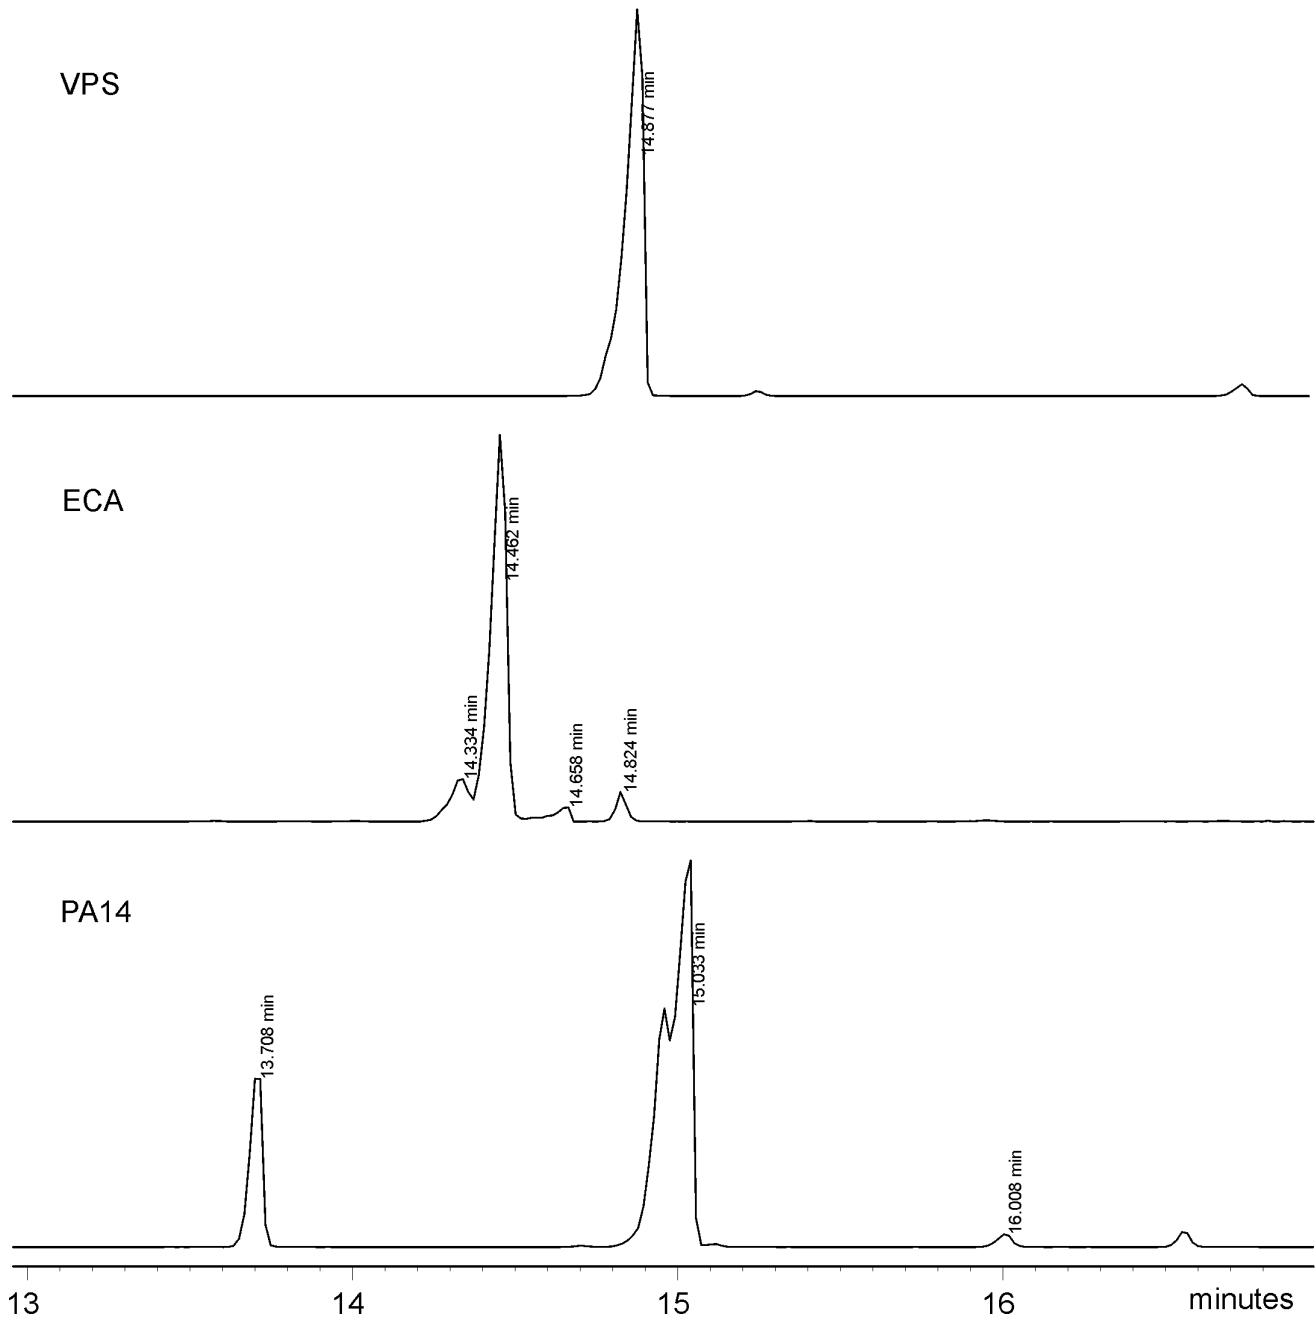 VPS
14.877 min
ECA
14.334 min
14.462 min
14.658 min
14.824 min
PA14
13.708 min
15.033 min
16.008 min
13 14 15 16 minutes